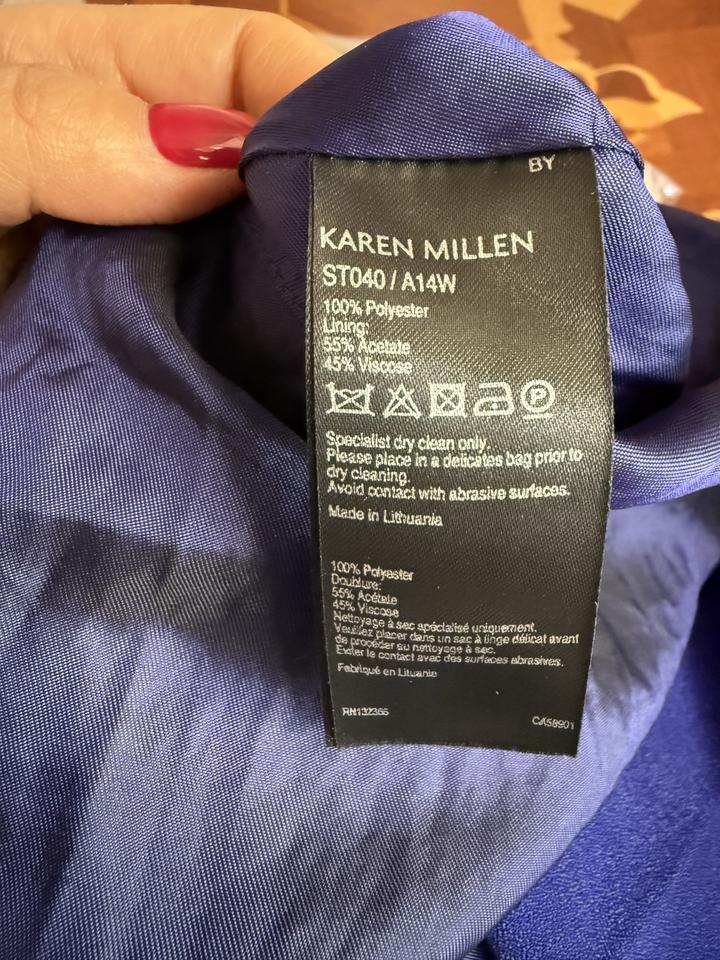 BY
KAREN MILLEN
ST040 / A14W
100% Polyester
Lining:
55% Acetate
45% Viscose
P
Specialist dry clean only.
Please place in a delicates bag prior to
dry cleaning.
Avoid contact with abrasive surfaces.
Made in Lithuania
100% Polyester
Doublure:
55% Acétate
45% Viscose
Nettoyage à sec spécialisé uniquement.
Veuillez placer dans un sac à linge délicat avant
de procéder au nettoyage à sec.
Eviter le contact avec des surfaces abrasives.
Fabriqué en Lituanie
RN132366
CA58901